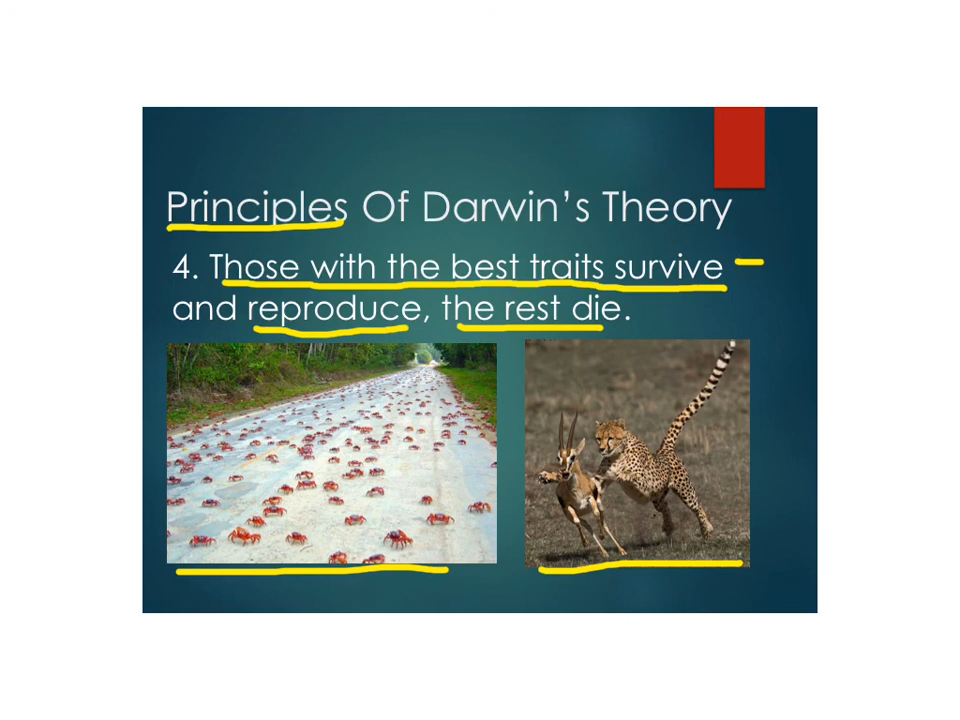 Principles Of Darwin's Theory
4. Those with the best traits survive
and reproduce, the rest die.